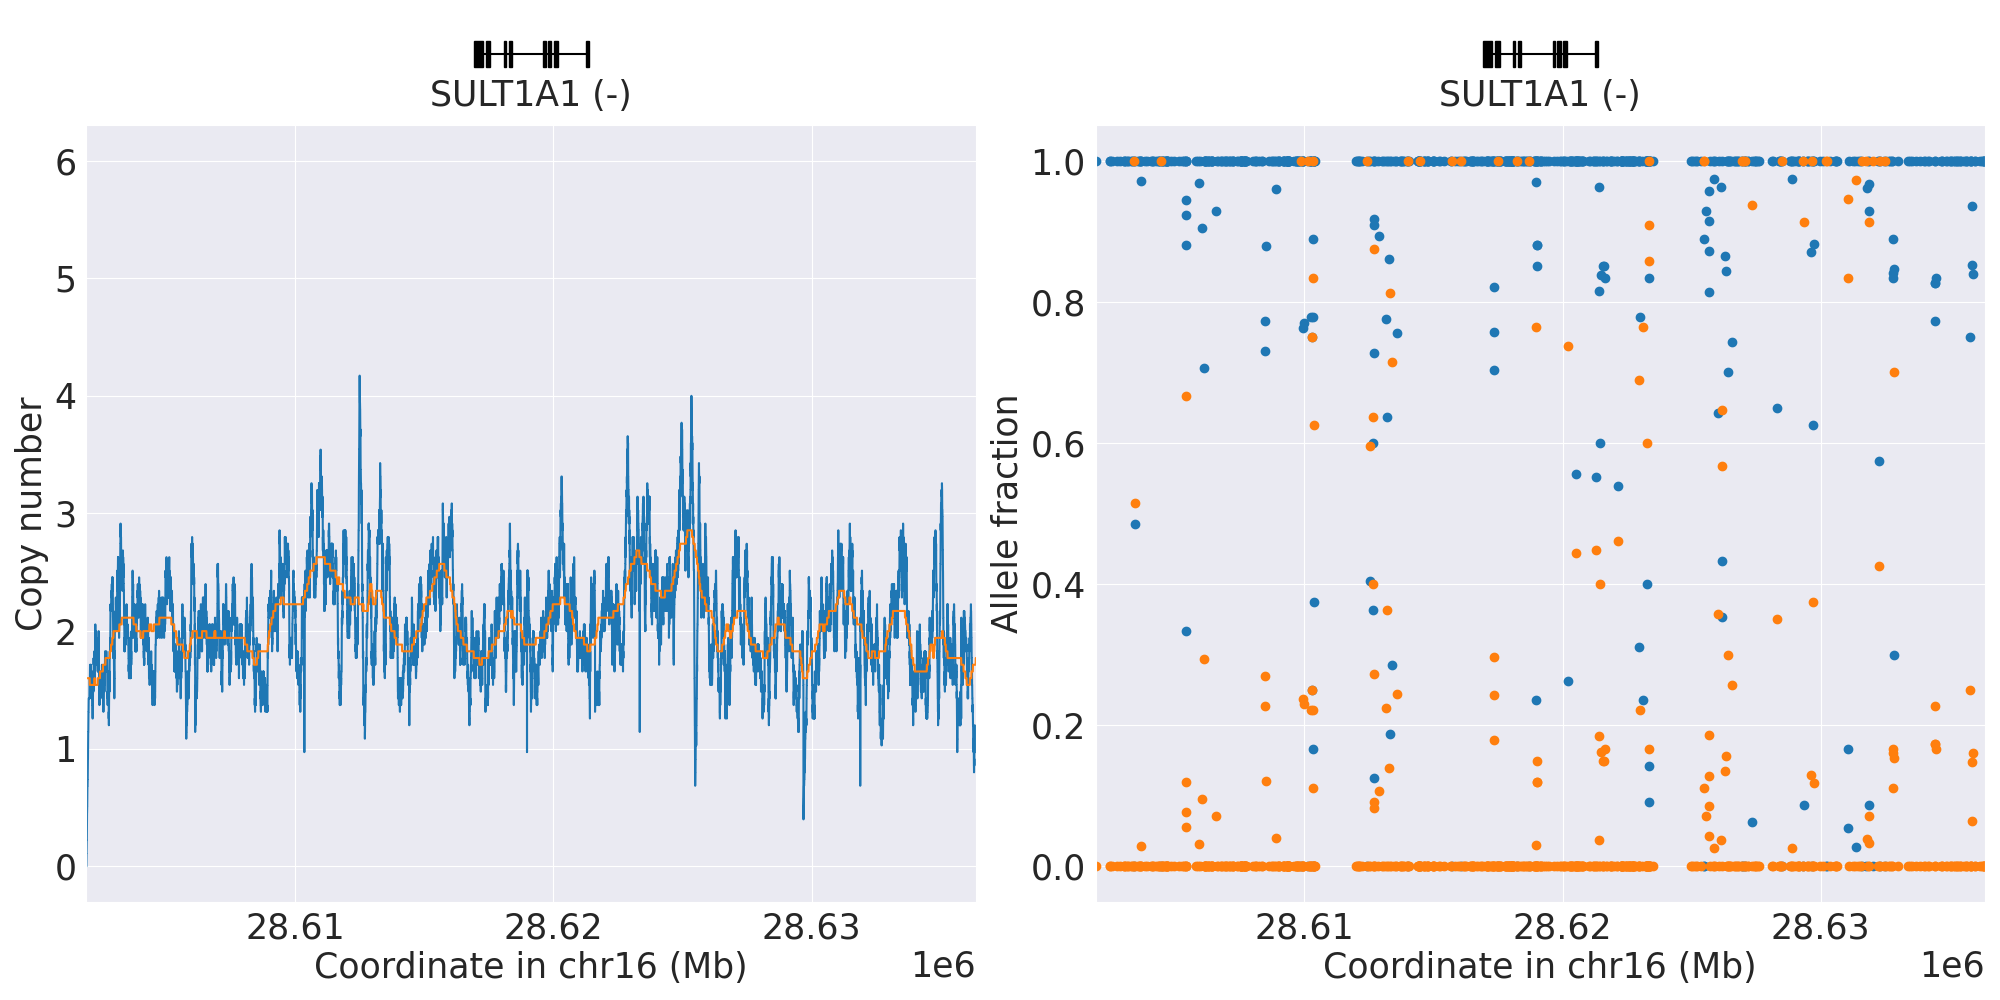 SULT1A1 (-)
6
5
4
3
2
1
0
Copy number
28.61
28.62
28.63
Coordinate in chr16 (Mb)
1e6
SULT1A1 (-)
1.0
0.8
0.6
0.4
0.2
0.0
Allele fraction
28.61
28.62
28.63
Coordinate in chr16 (Mb)
1e6